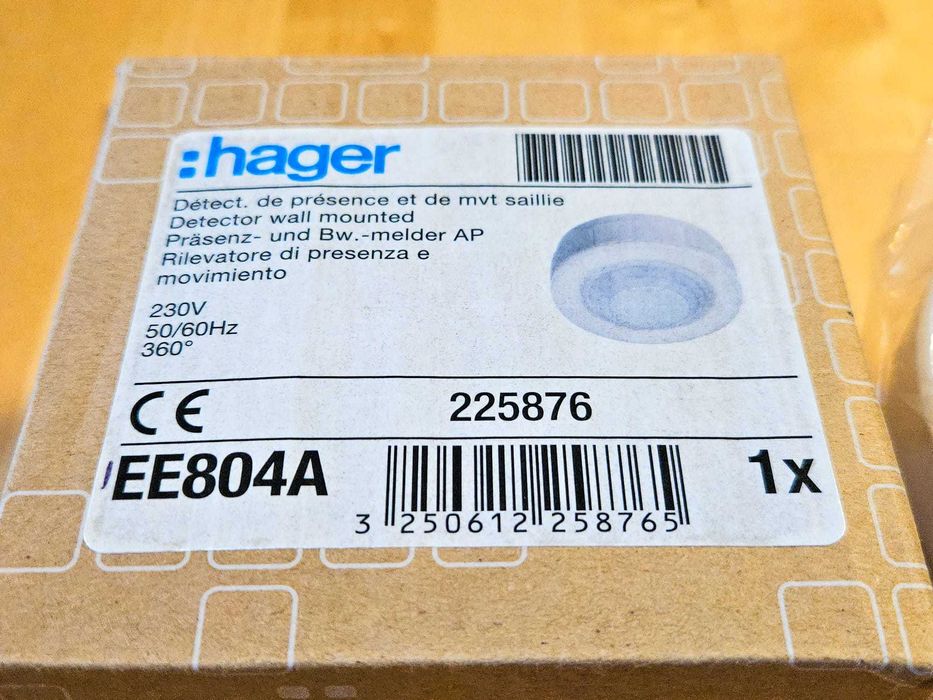 :hager
Détect. de présence et de mvt saillie
Detector wall mounted
Präsenz- und Bw.-melder AP
Rilevatore di presenza e
movimiento
230V
50/60Hz
360°
CE
225876
EE804A
1x
3 250612 258765